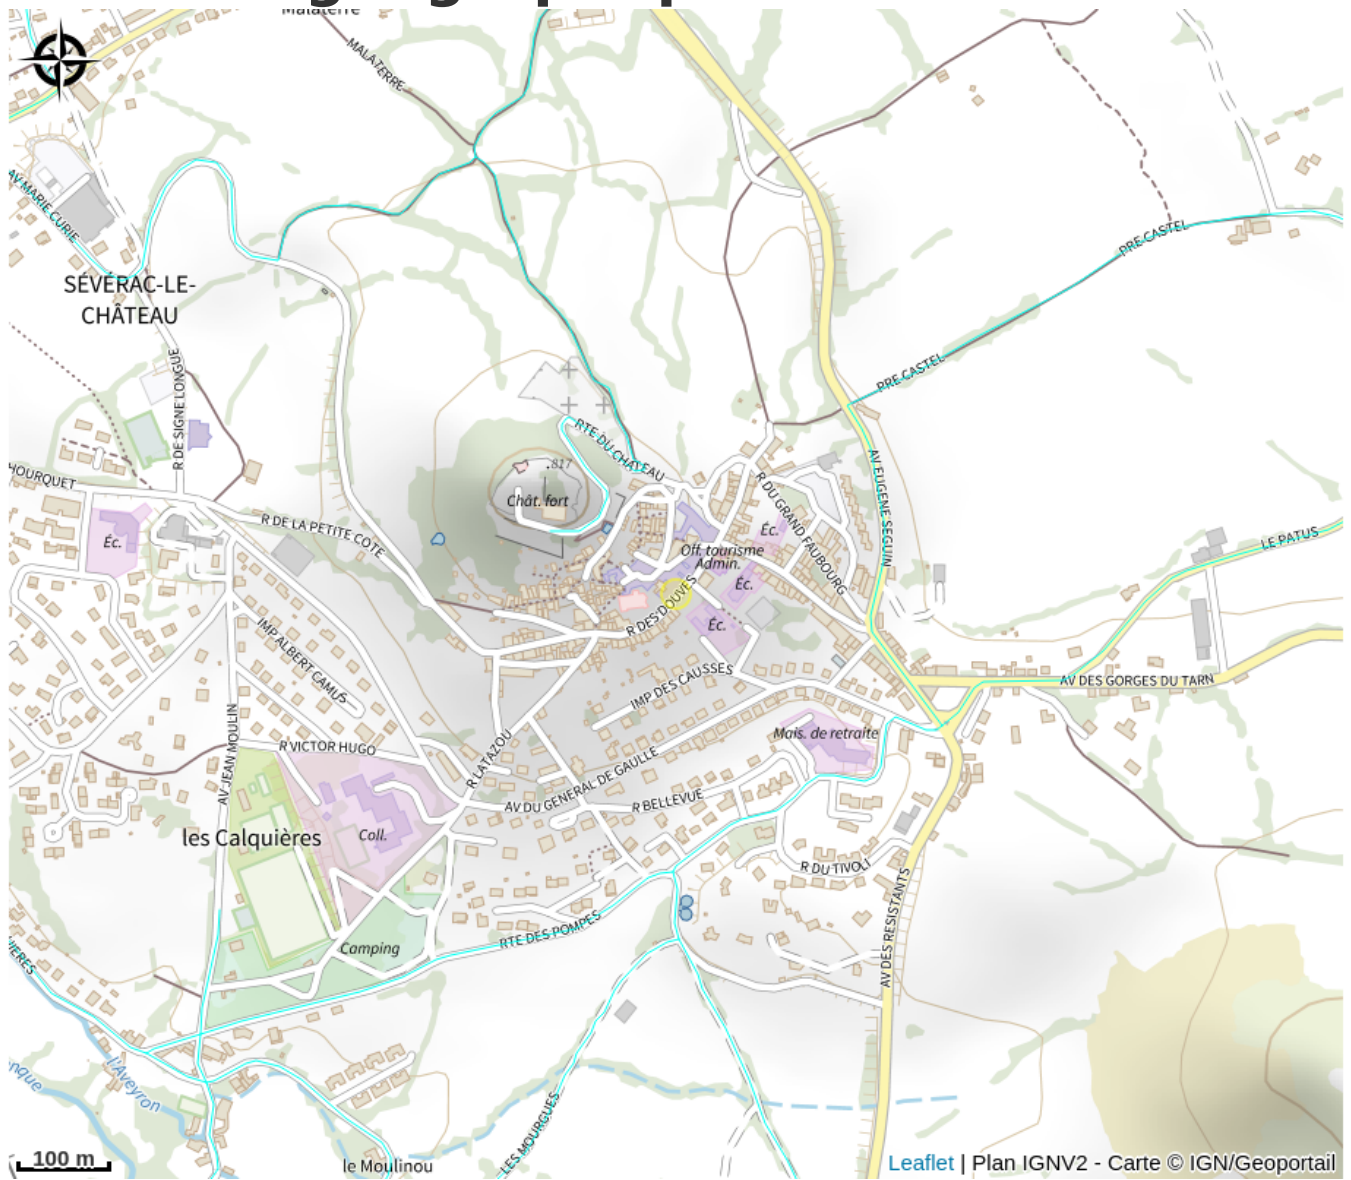 Malaterre
MALATERRE
AV MARIE CURIE
PRE CASTEL
SÉVÉRAC-LE-
CHÂTEAU
PRE CASTEL
R DE SIGNE LONGUE
RTE DU CHATEAU
.817
HOURQUET
Chât. fort
R DU GRAND FAUBOURG
AV EUGENE SEGUIN
R DE LA PETITE COTE
Éc.
Éc.
LE PATUS
Off. tourisme
Admin.
Éc.
R DES DOUVES
Éc.
IMP ALBERT CAMUS
IMP DES CAUSSES
AV DES GORGES DU TARN
Mais. de retraite
R VICTOR HUGO
AV JEAN MOULIN
R LATAZOU
AV DU GENERAL DE GAULLE
R BELLEVUE
les Calquières
Coll.
R DU TIVOLI
RTE DES POMPES
AV DES RESISTANTS
Camping
l'Aveyron
LES MOURGUES
100 m
le Moulinou
Leaflet | Plan IGNV2 - Carte © IGN/Geoportail